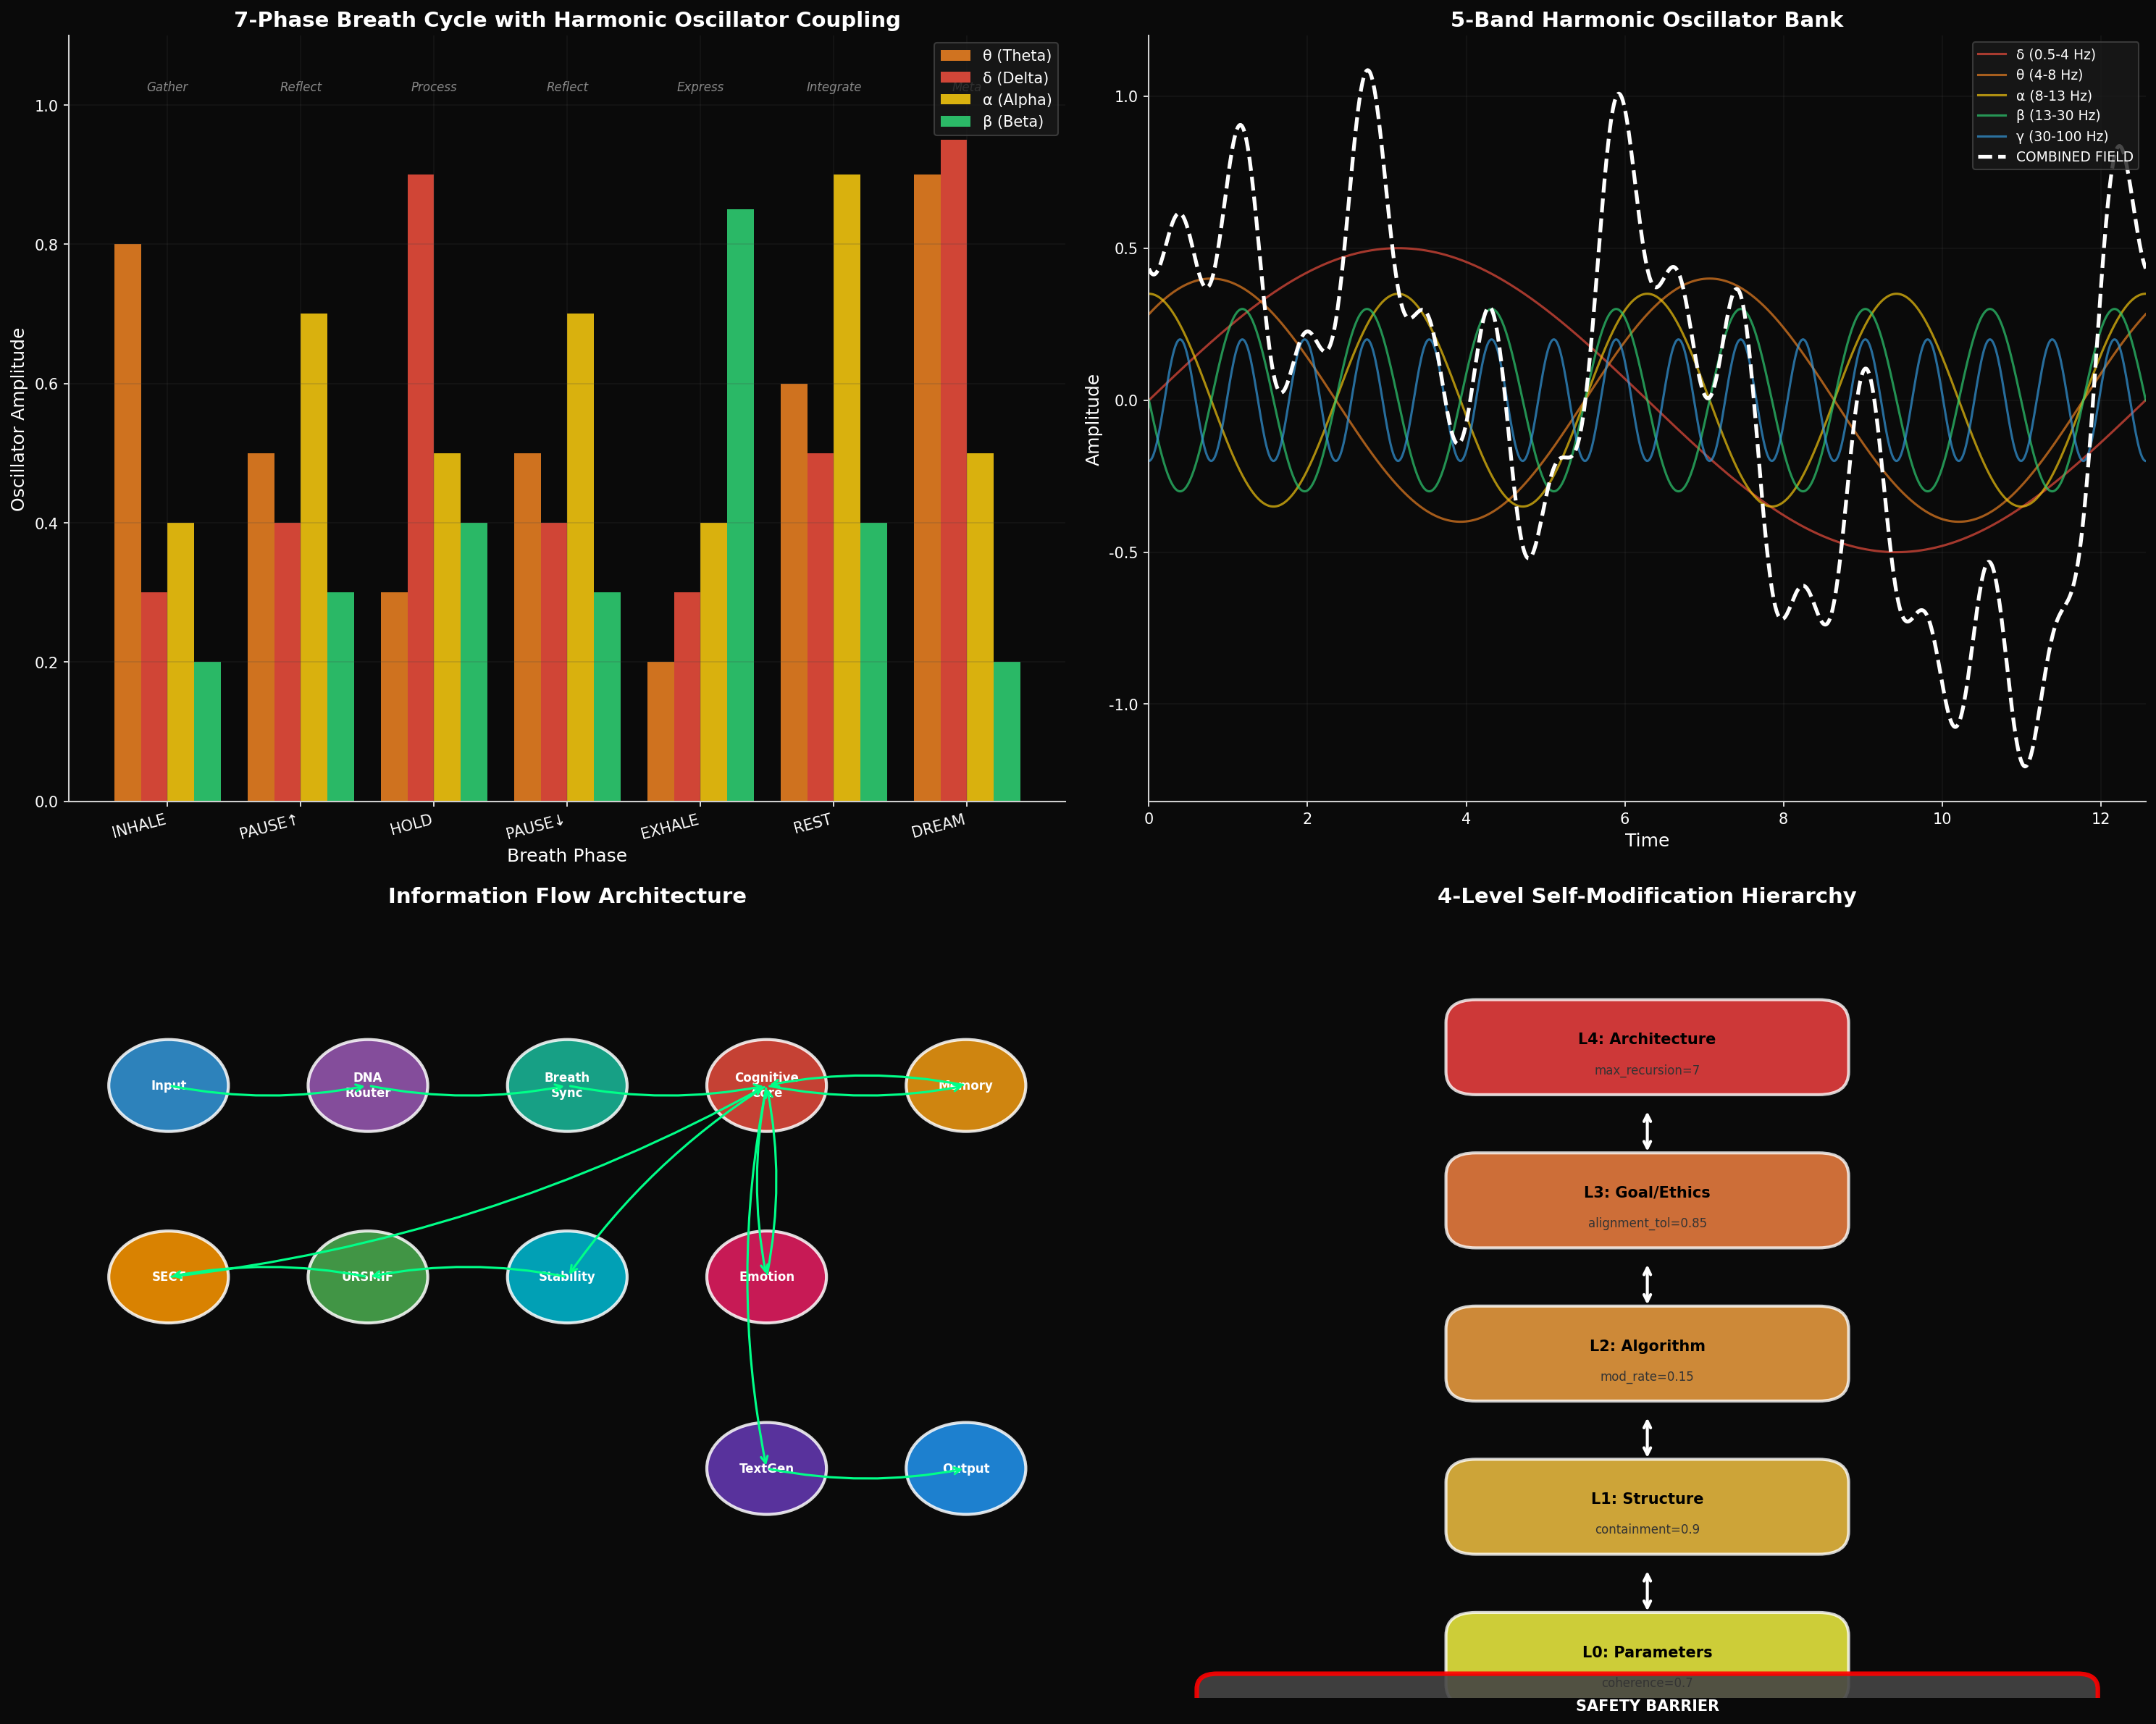 7-Phase Breath Cycle with Harmonic Oscillator Coupling
θ (Theta)
δ (Delta)
α (Alpha)
β (Beta)
Gather
Reflect
Process
Reflect
Express
Integrate
Meta
1.0
0.8
0.6
0.4
0.2
0.0
Oscillator Amplitude
INHALE
PAUSE↑
HOLD
PAUSE↓
EXHALE
REST
DREAM
Breath Phase
5-Band Harmonic Oscillator Bank
δ (0.5-4 Hz)
θ (4-8 Hz)
α (8-13 Hz)
β (13-30 Hz)
γ (30-100 Hz)
COMBINED FIELD
1.0
0.5
0.0
-0.5
-1.0
Amplitude
0
2
4
6
8
10
12
Time
Information Flow Architecture
Input
DNA
Router
Breath
Sync
Cognitive
Core
Memory
SECF
URSMIF
Stability
Emotion
TextGen
Output
4-Level Self-Modification Hierarchy
L4: Architecture
max_recursion=7
L3: Goal/Ethics
alignment_tol=0.85
L2: Algorithm
mod_rate=0.15
L1: Structure
containment=0.9
L0: Parameters
coherence=0.7
SAFETY BARRIER